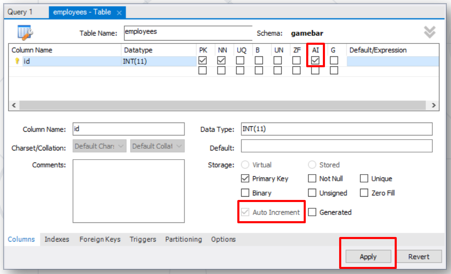 Query 1 employees - Table ×
Table Name: employees Schema: gamebar
Column Name Datatype PK NN UQ B UN ZF AI G Default/Expression
id INT(11)
Column Name: id Data Type: INT(11)
Charset/Collation: Default Char Default Collat Default:
Comments: Storage: Virtual Stored
Primary Key Not Null Unique
Binary Unsigned Zero Fill
Auto Increment Generated
Columns Indexes Foreign Keys Triggers Partitioning Options
Apply Revert